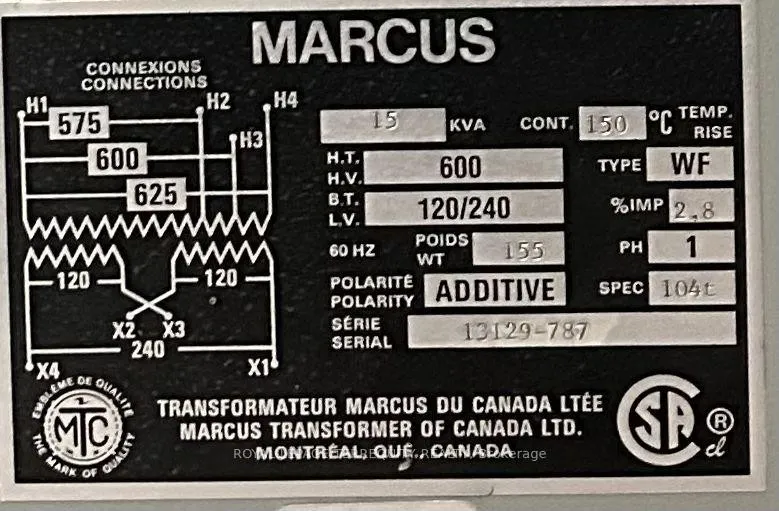 MARCUS
CONNEXIONS
CONNECTIONS
H1
H2
H4
575
H3
600
625
120
120
X2 X3
240
X4
X1
15 KVA CONT. 150 °C TEMP. RISE
H.T.
H.V. 600 TYPE WF
B.T.
L.V. 120/240 %IMP 2,8
60 HZ POIDS
WT 155 PH 1
POLARITÉ
POLARITY ADDITIVE SPEC 104t
SÉRIE
SERIAL 13129-787
EMBLÈME DE QUALITÉ
MTC
THE MARK OF QUALITY
TRANSFORMATEUR MARCUS DU CANADA LTÉE
MARCUS TRANSFORMER OF CANADA LTD.
MONTRÉAL QUÉ., CANADA
SA ® cl